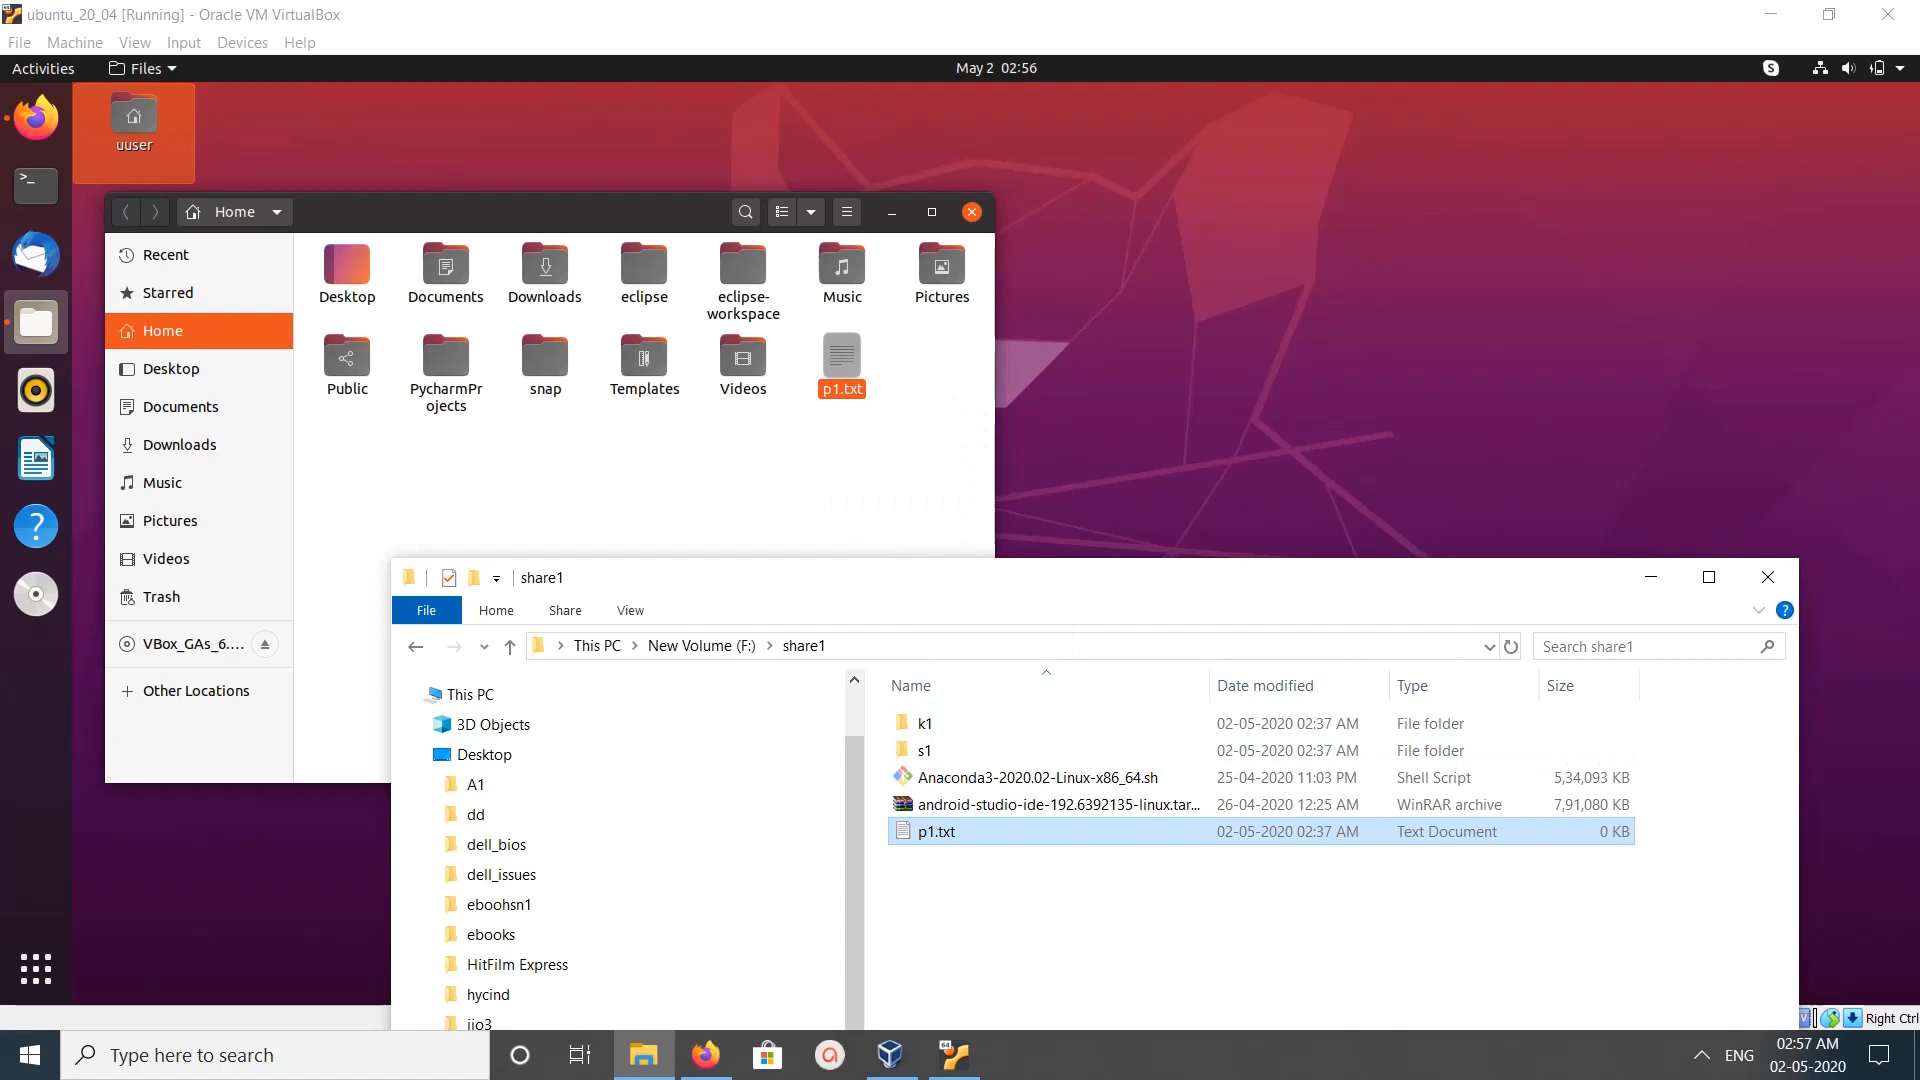 ubuntu_20_04 [Running] - Oracle VM VirtualBox
File Machine View Input Devices Help
Activities Files May 2 02:56
uuser
Home
Recent
Starred
Home
Desktop
Documents
Downloads
Music
Pictures
Videos
Trash
VBox_GAs_6....
Other Locations
Desktop Documents Downloads eclipse eclipse-workspace Music Pictures
Public PycharmProjects snap Templates Videos p1.txt
share1
File Home Share View
This PC New Volume (F:) share1
Search share1
This PC
3D Objects
Desktop
A1
dd
dell_bios
dell_issues
eboohsn1
ebooks
HitFilm Express
hycind
jio3
Name Date modified Type Size
k1 02-05-2020 02:37 AM File folder
s1 02-05-2020 02:37 AM File folder
Anaconda3-2020.02-Linux-x86_64.sh 25-04-2020 11:03 PM Shell Script 5,34,093 KB
android-studio-ide-192.6392135-linux.tar... 26-04-2020 12:25 AM WinRAR archive 7,91,080 KB
p1.txt 02-05-2020 02:37 AM Text Document 0 KB
Right Ctrl
Type here to search
64
ENG
02:57 AM
02-05-2020